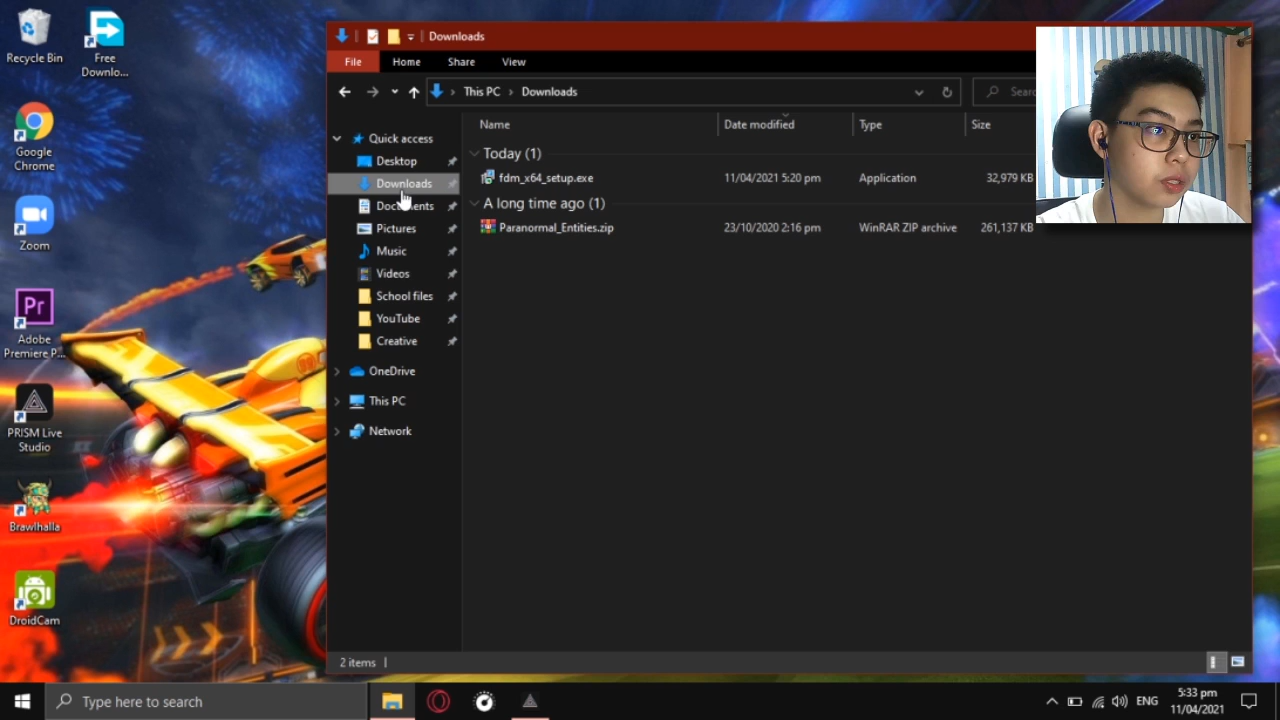 Recycle Bin
Free
Downlo...
Google
Chrome
Zoom
Pr
Adobe
Premiere P...
PRISM Live
Studio
Brawlhalla
DroidCam
Downloads
File Home Share View
This PC > Downloads
Name Date modified Type Size
Today (1)
fdm_x64_setup.exe 11/04/2021 5:20 pm Application 32,979 KB
A long time ago (1)
Paranormal_Entities.zip 23/10/2020 2:16 pm WinRAR ZIP archive 261,137 KB
Quick access
Desktop
Downloads
Documents
Pictures
Music
Videos
School files
YouTube
Creative
OneDrive
This PC
Network
2 items
Type here to search
ENG
5:33 pm
11/04/2021